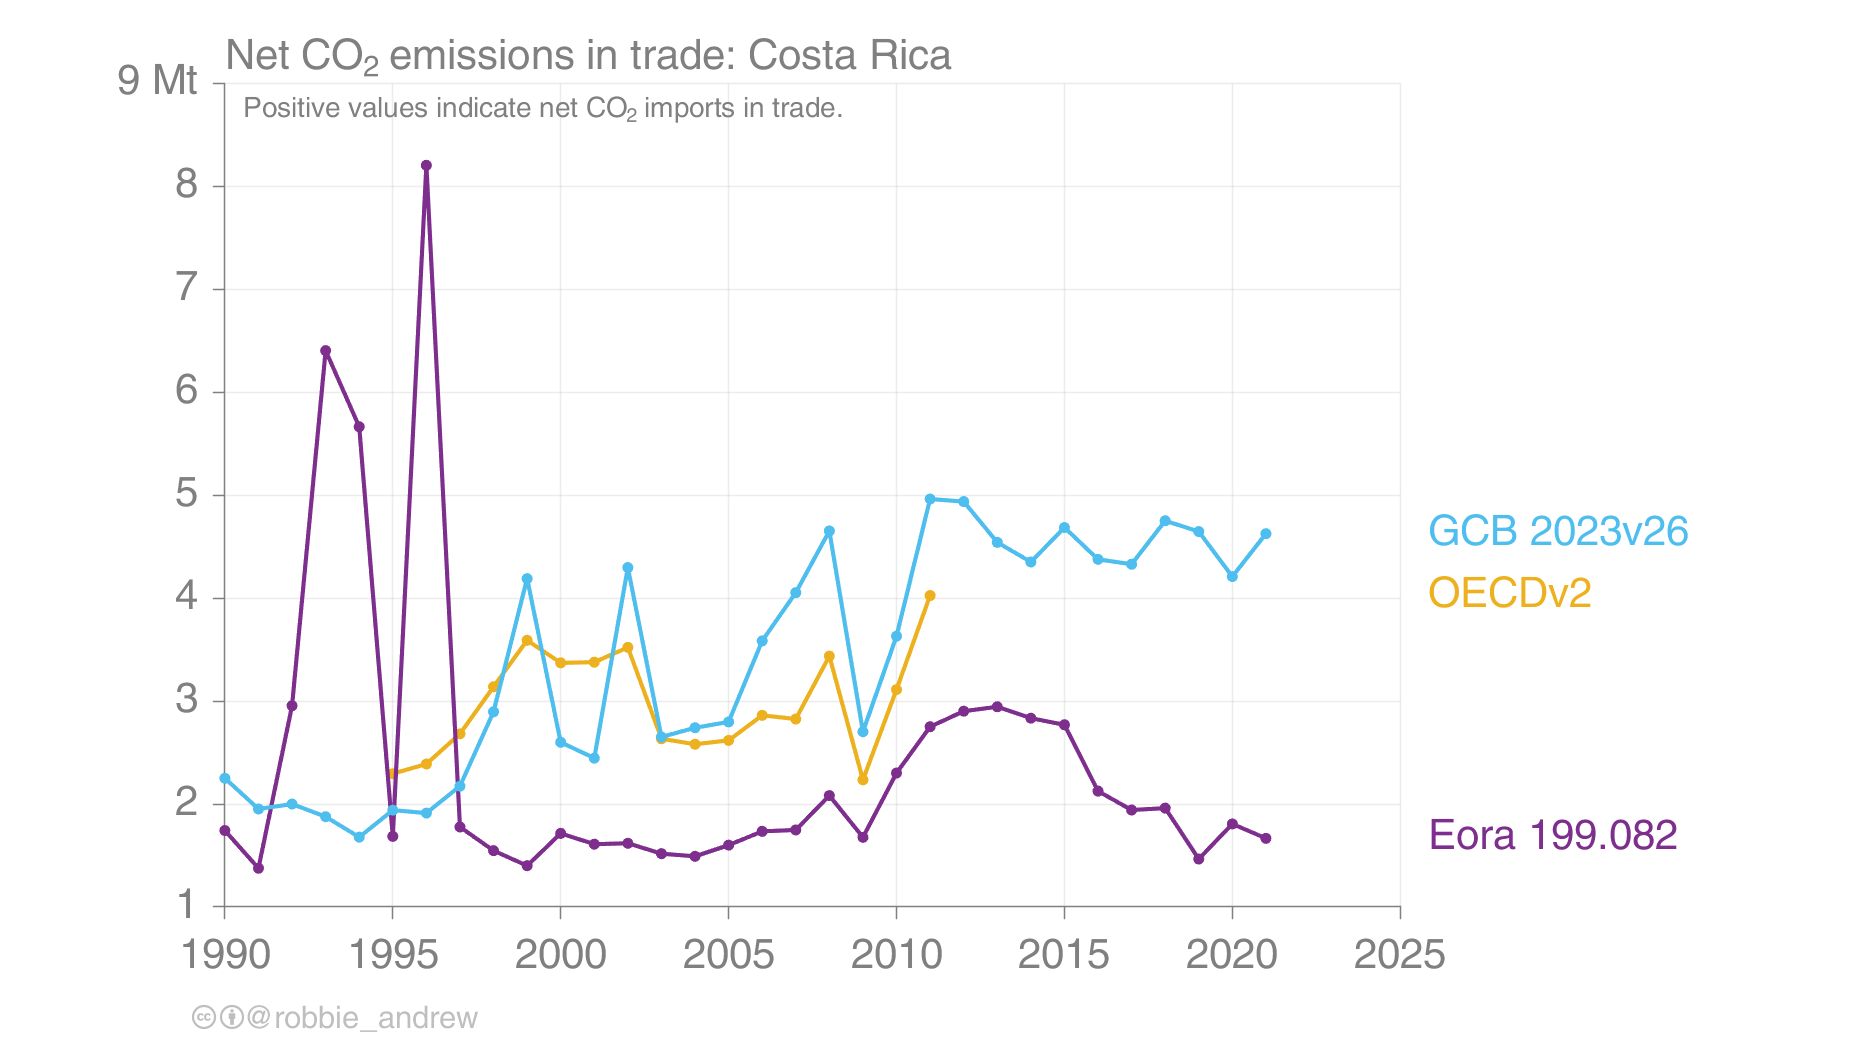 Net CO₂ emissions in trade: Costa Rica
9 Mt
Positive values indicate net CO₂ imports in trade.
8
7
6
5
4
3
2
1
GCB 2023v26
OECDv2
Eora 199.082
1990 1995 2000 2005 2010 2015 2020 2025
cc @robbie_andrew